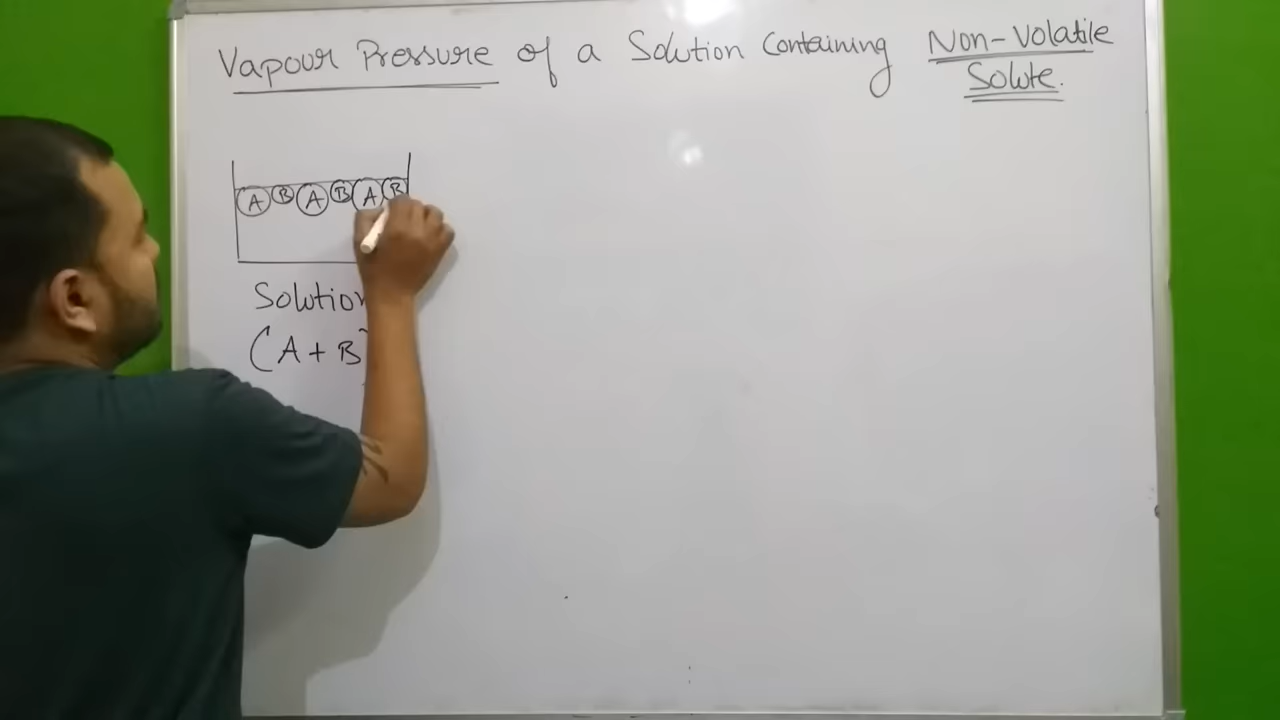 Vapour Pressure of a Solution Containing Non-Volatile
Solute.
A B A B A B
Solution
(A + B)